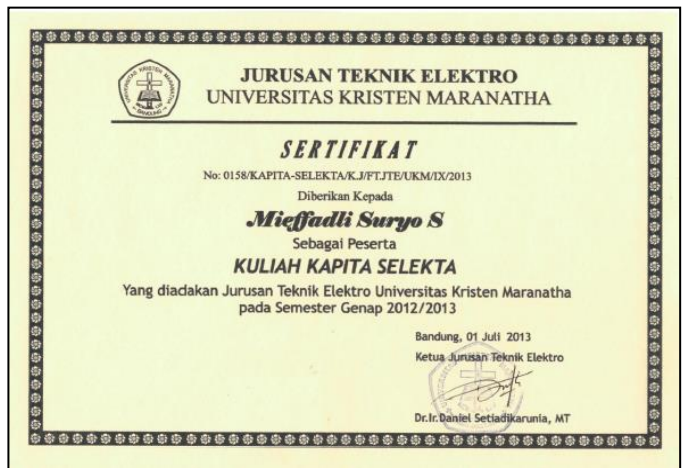 JURUSAN TEKNIK ELEKTRO
UNIVERSITAS KRISTEN MARANATHA
SERTIFIKAT
No: 0158/KAPITA-SELEKTA/K.J/FT.JTE/UKM/IX/2013
Diberikan Kepada
Mieffadli Suryo S
Sebagai Peserta
KULIAH KAPITA SELEKTA
Yang diadakan Jurusan Teknik Elektro Universitas Kristen Maranatha
pada Semester Genap 2012/2013
Bandung, 01 Juli 2013
Ketua Jurusan Teknik Elektro
Dr.Ir.Daniel Setiadikarunia, MT